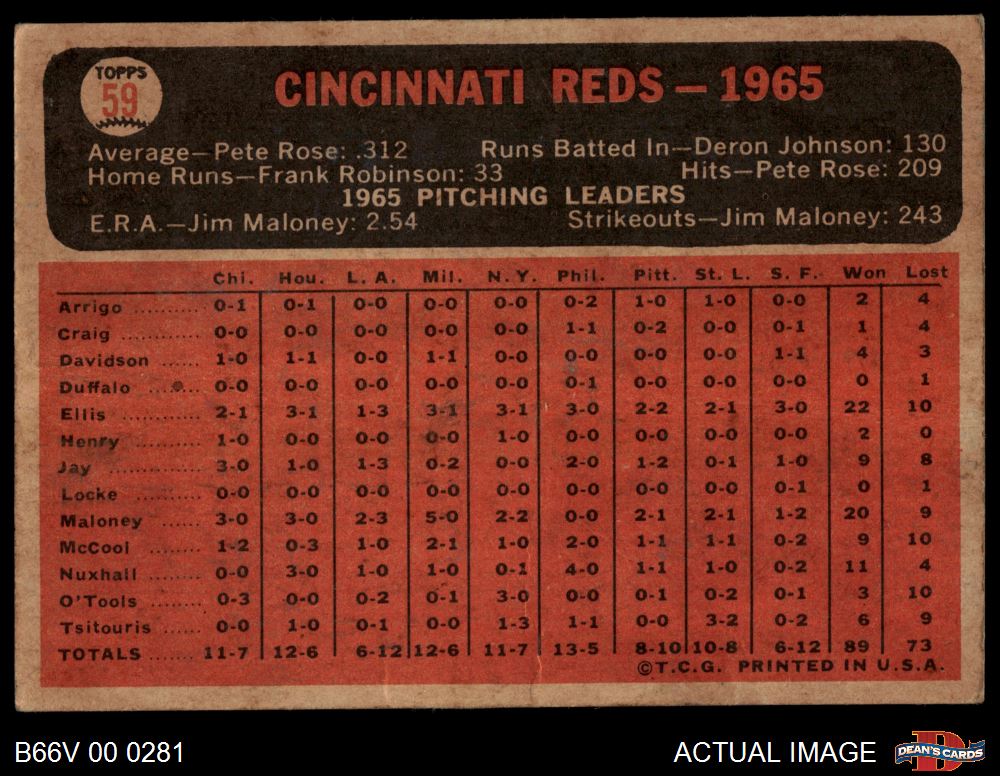 TOPPS
59
CINCINNATI REDS — 1965
Average—Pete Rose: .312 Runs Batted In—Deron Johnson: 130
Home Runs—Frank Robinson: 33 Hits—Pete Rose: 209
1965 PITCHING LEADERS
E.R.A.—Jim Maloney: 2.54 Strikeouts—Jim Maloney: 243
Chi. Hou. L. A. Mil. N. Y. Phil. Pitt. St. L. S. F. Won Lost
Arrigo .......... 0-1 0-1 0-0 0-0 0-0 0-2 1-0 1-0 0-0 2 4
Craig ............ 0-0 0-0 0-0 0-0 0-0 1-1 0-2 0-0 0-1 1 4
Davidson ...... 1-0 1-1 0-0 1-1 0-0 0-0 0-0 0-0 1-1 4 3
Duffalo ........ 0-0 0-0 0-0 0-0 0-0 0-1 0-0 0-0 0-0 0 1
Ellis ............ 2-1 3-1 1-3 3-1 3-1 3-0 2-2 2-1 3-0 22 10
Henry .......... 1-0 0-0 0-0 0-0 1-0 0-0 0-0 0-0 0-0 2 0
Jay .............. 3-0 1-0 1-3 0-2 0-0 2-0 1-2 0-1 1-0 9 8
Locke .......... 0-0 0-0 0-0 0-0 0-0 0-0 0-0 0-0 0-1 0 1
Maloney ...... 3-0 3-0 2-3 5-0 2-2 0-0 2-1 2-1 1-2 20 9
McCool ........ 1-2 0-3 1-0 2-1 1-0 2-0 1-1 1-1 0-2 9 10
Nuxhall ........ 0-0 3-0 1-0 1-0 0-1 4-0 1-1 1-0 0-2 11 4
O'Tools ........ 0-3 0-0 0-2 0-1 3-0 0-0 0-1 0-2 0-1 3 10
Tsitouris ...... 0-0 1-0 0-1 0-0 1-3 1-1 0-0 3-2 0-2 6 9
TOTALS ...... 11-7 12-6 6-12 12-6 11-7 13-5 8-10 10-8 6-12 89 73
©T.C.G. PRINTED IN U.S.A.
B66V 00 0281 ACTUAL IMAGE DEAN'S CARDS